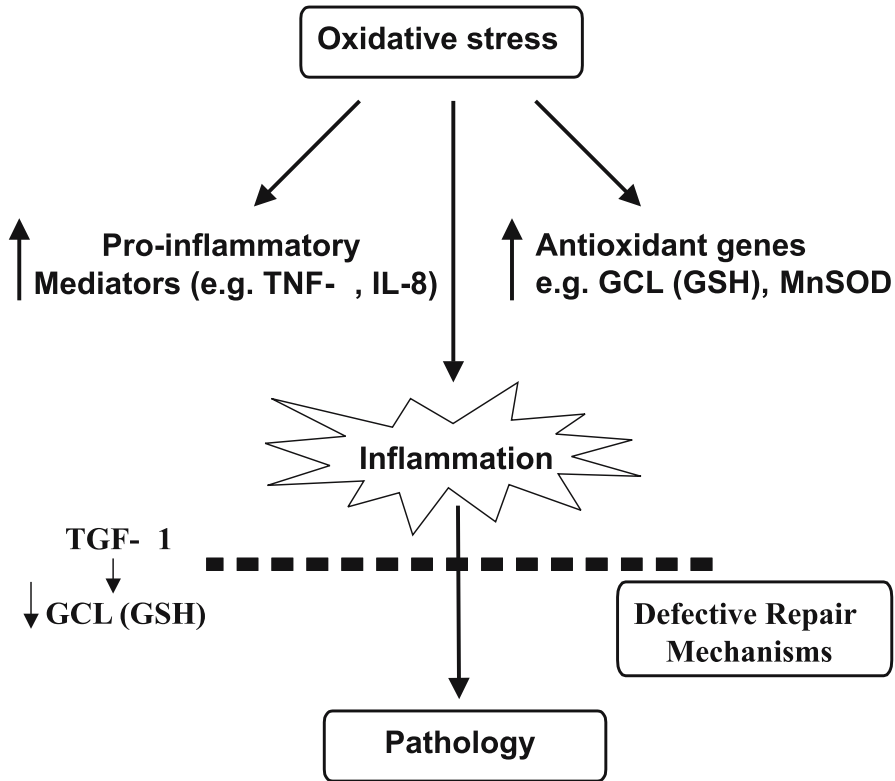 Oxidative stress
Pro-inflammatory
Mediators (e.g. TNF- , IL-8)
Antioxidant genes
e.g. GCL (GSH), MnSOD
Inflammation
TGF- 1
GCL (GSH)
Defective Repair
Mechanisms
Pathology